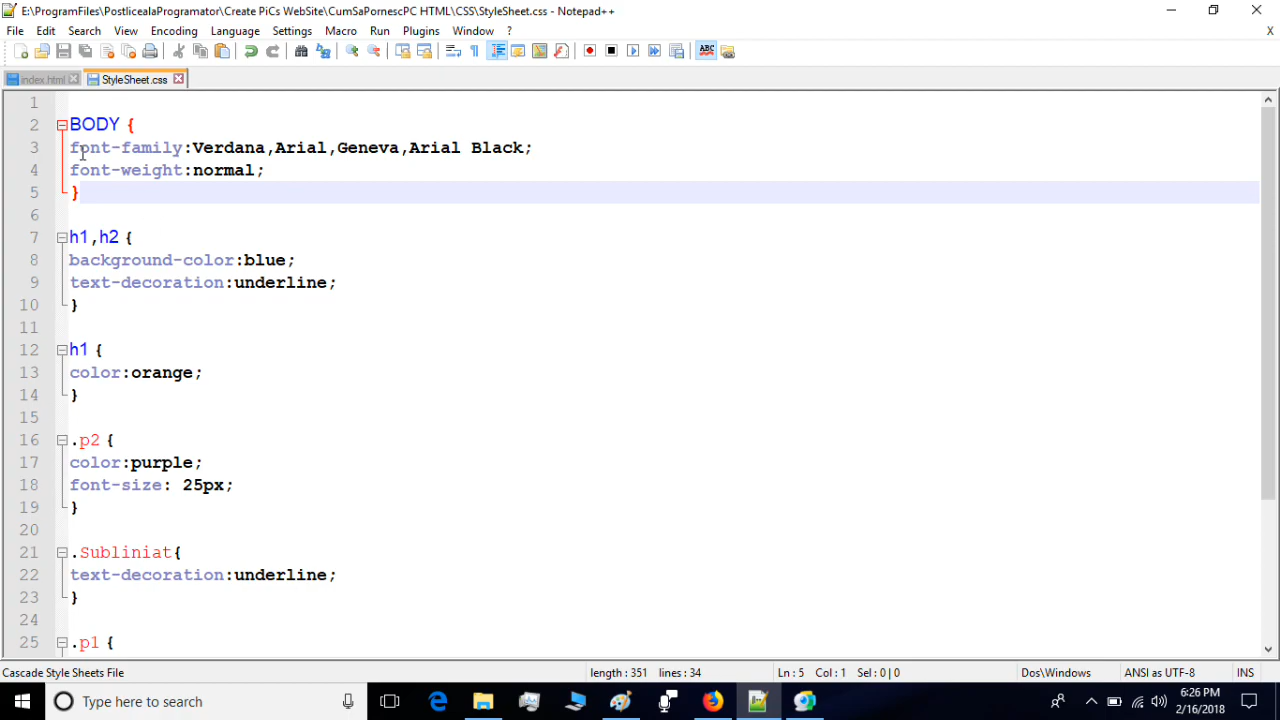 E:\ProgramFiles\PostlicealaProgramator\Create PiCs WebSite\CumSaPornescPC HTML\CSS\StyleSheet.css - Notepad++
File Edit Search View Encoding Language Settings Macro Run Plugins Window ? X
ABC
index.html StyleSheet.css
1
2 BODY {
3 font-family:Verdana,Arial,Geneva,Arial Black;
4 font-weight:normal;
5 }
6
7 h1,h2 {
8 background-color:blue;
9 text-decoration:underline;
10 }
11
12 h1 {
13 color:orange;
14 }
15
16 .p2 {
17 color:purple;
18 font-size: 25px;
19 }
20
21 .Subliniat{
22 text-decoration:underline;
23 }
24
25 .p1 {
Cascade Style Sheets File length : 351 lines : 34 Ln : 5 Col : 1 Sel : 0 | 0 Dos\Windows ANSI as UTF-8 INS
Type here to search
6:26 PM
2/16/2018